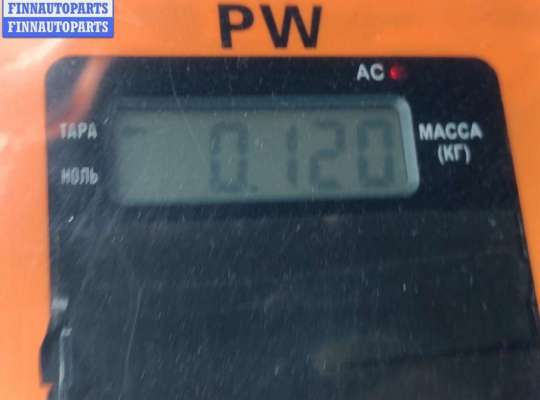 FINNAUTOPARTS
FINNAUTOPARTS
PW
AC
ТАРА
0.120
МАССА
(КГ)
НОЛЬ